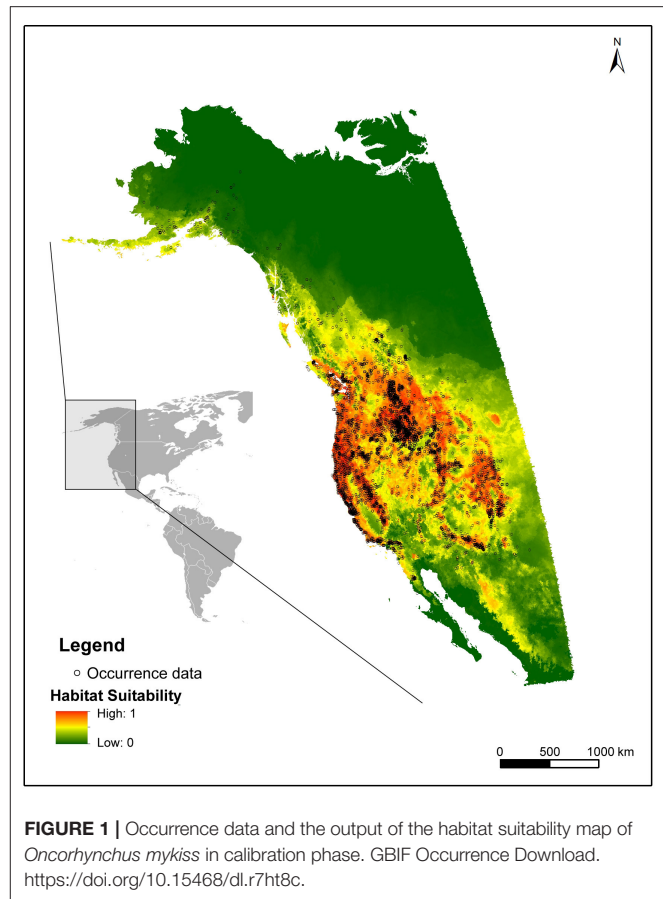 N
Legend
Occurrence data
Habitat Suitability
High: 1
Low: 0
0 500 1000 km
FIGURE 1 | Occurrence data and the output of the habitat suitability map of
Oncorhynchus mykiss in calibration phase. GBIF Occurrence Download.
https://doi.org/10.15468/dl.r7ht8c.